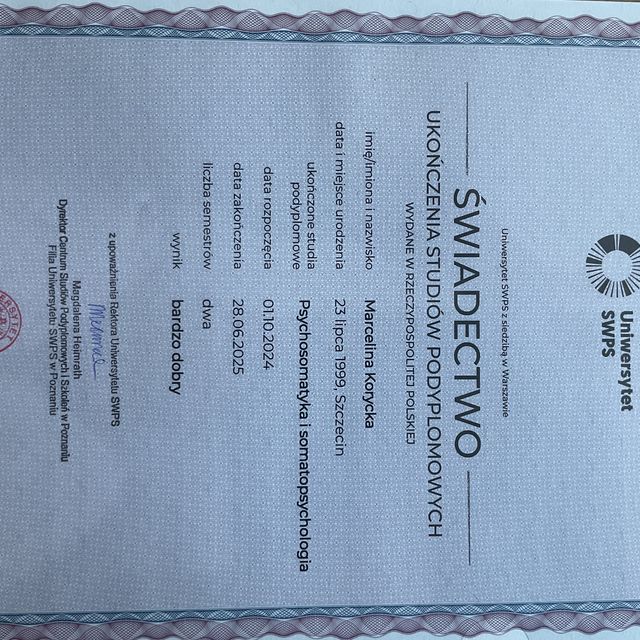 Uniwersytet
SWPS
Uniwersytet SWPS z siedzibą w Warszawie
ŚWIADECTWO
UKOŃCZENIA STUDIÓW PODYPLOMOWYCH
WYDANE W RZECZYPOSPOLITEJ POLSKIEJ
imię/imiona i nazwisko Marcelina Korycka
data i miejsce urodzenia 23 lipca 1999, Szczecin
ukończone studia
podyplomowe Psychosomatyka i somatopsychologia
data rozpoczęcia 01.10.2024
data zakończenia 28.06.2025
liczba semestrów dwa
wynik bardzo dobry
z upoważnienia Rektora Uniwersytetu SWPS
Magdalena Heimrath
Dyrektor Centrum Studiów Podyplomowych i Szkoleń w Poznaniu
Filia Uniwersytetu SWPS w Poznaniu